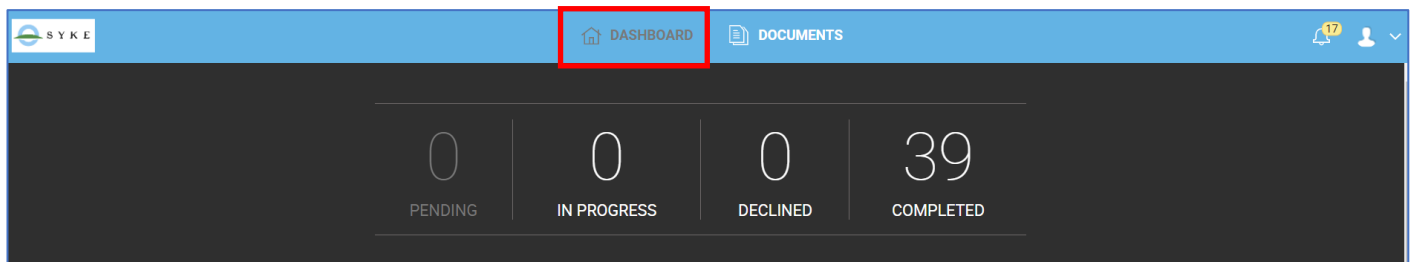 SYKE
DASHBOARD
DOCUMENTS
17
0
0
0
39
PENDING
IN PROGRESS
DECLINED
COMPLETED